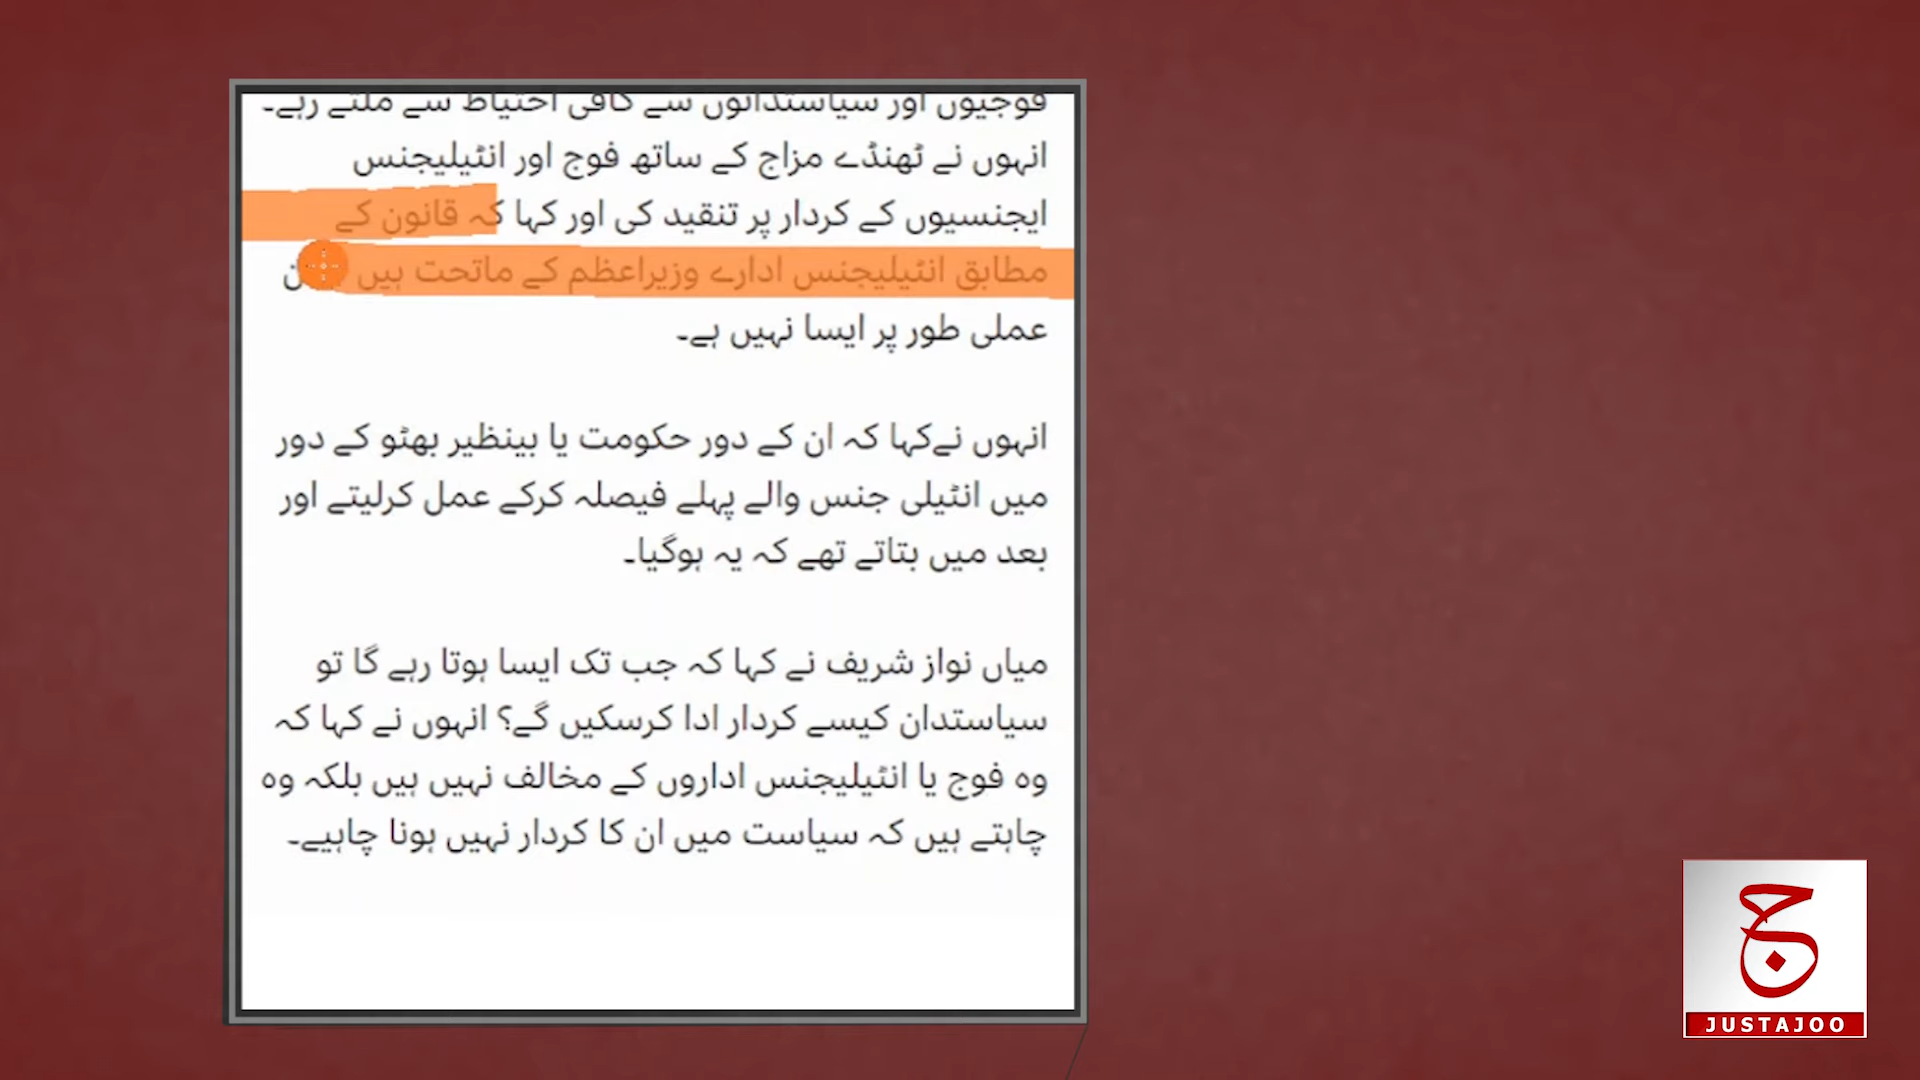 فوجیوں اور سیاستدانوں سے کافی احتیاط سے ملتے رہے۔
انہوں نے ٹھنڈے مزاج کے ساتھ فوج اور انٹیلیجنس
ایجنسیوں کے کردار پر تنقید کی اور کہا کہ قانون کے
مطابق انٹیلیجنس ادارے وزیراعظم کے ماتحت ہیں
عملی طور پر ایسا نہیں ہے۔
انہوں نےکہا کہ ان کے دور حکومت یا بینظیر بھٹو کے دور
میں انٹیلی جنس والے پہلے فیصلہ کرکے عمل کرلیتے اور
بعد میں بتاتے تھے کہ یہ ہوگیا۔
میاں نواز شریف نے کہا کہ جب تک ایسا ہوتا رہے گا تو
سیاستدان کیسے کردار ادا کرسکیں گے؟ انہوں نے کہا کہ
وہ فوج یا انٹیلیجنس اداروں کے مخالف نہیں ہیں بلکہ وہ
چاہتے ہیں کہ سیاست میں ان کا کردار نہیں ہونا چاہیے۔
ج
JUSTAJOO